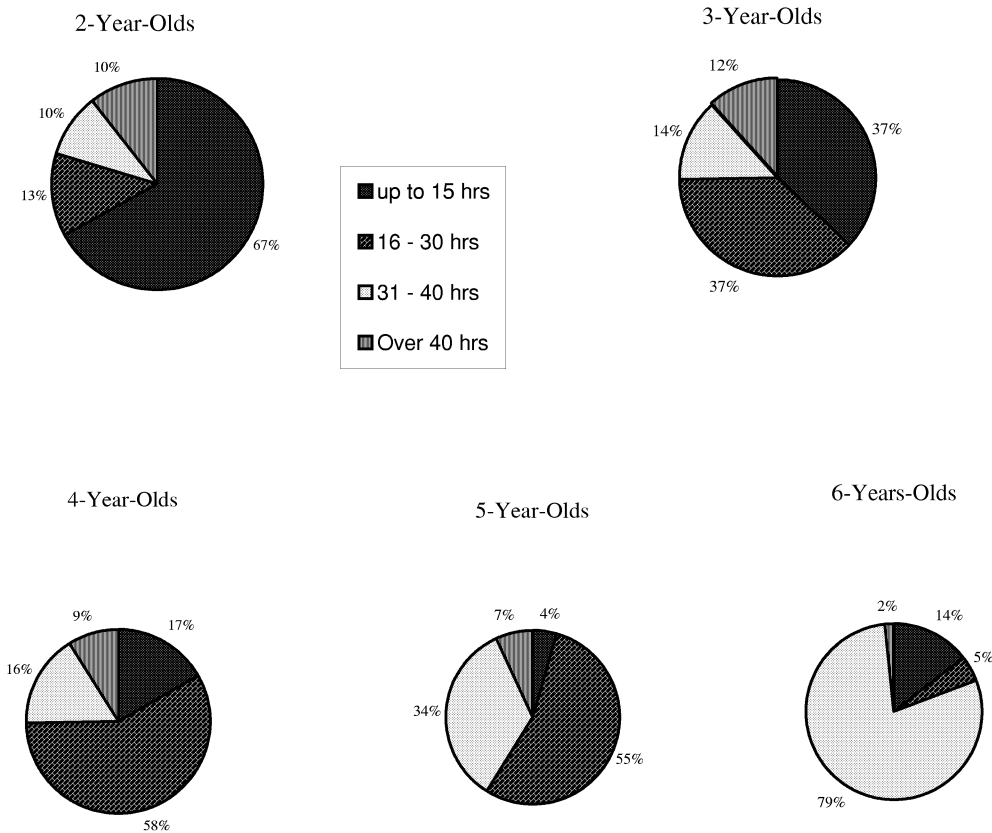 2-Year-Olds
10%
10%
13%
67%
3-Year-Olds
12%
14%
37%
37%
up to 15 hrs
16 - 30 hrs
31 - 40 hrs
Over 40 hrs
4-Year-Olds
9%
17%
16%
58%
5-Year-Olds
7%
4%
34%
55%
6-Years-Olds
2%
14%
5%
79%